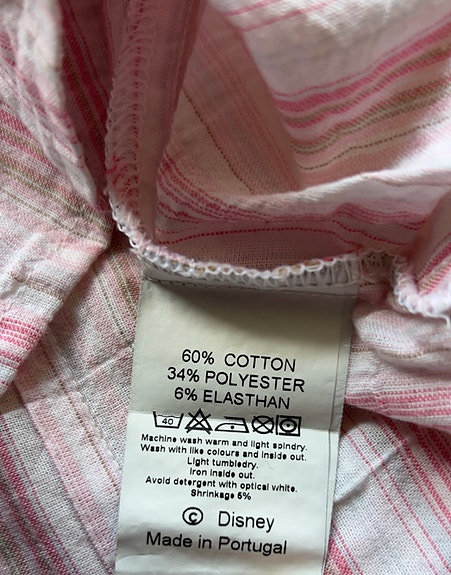 60% COTTON
34% POLYESTER
6% ELASTHAN
40
Machine wash warm and light spindry.
Wash with like colours and inside out.
Light tumbledry.
Iron inside out.
Avoid detergent with optical white.
Shrinkage 5%
© Disney
Made in Portugal